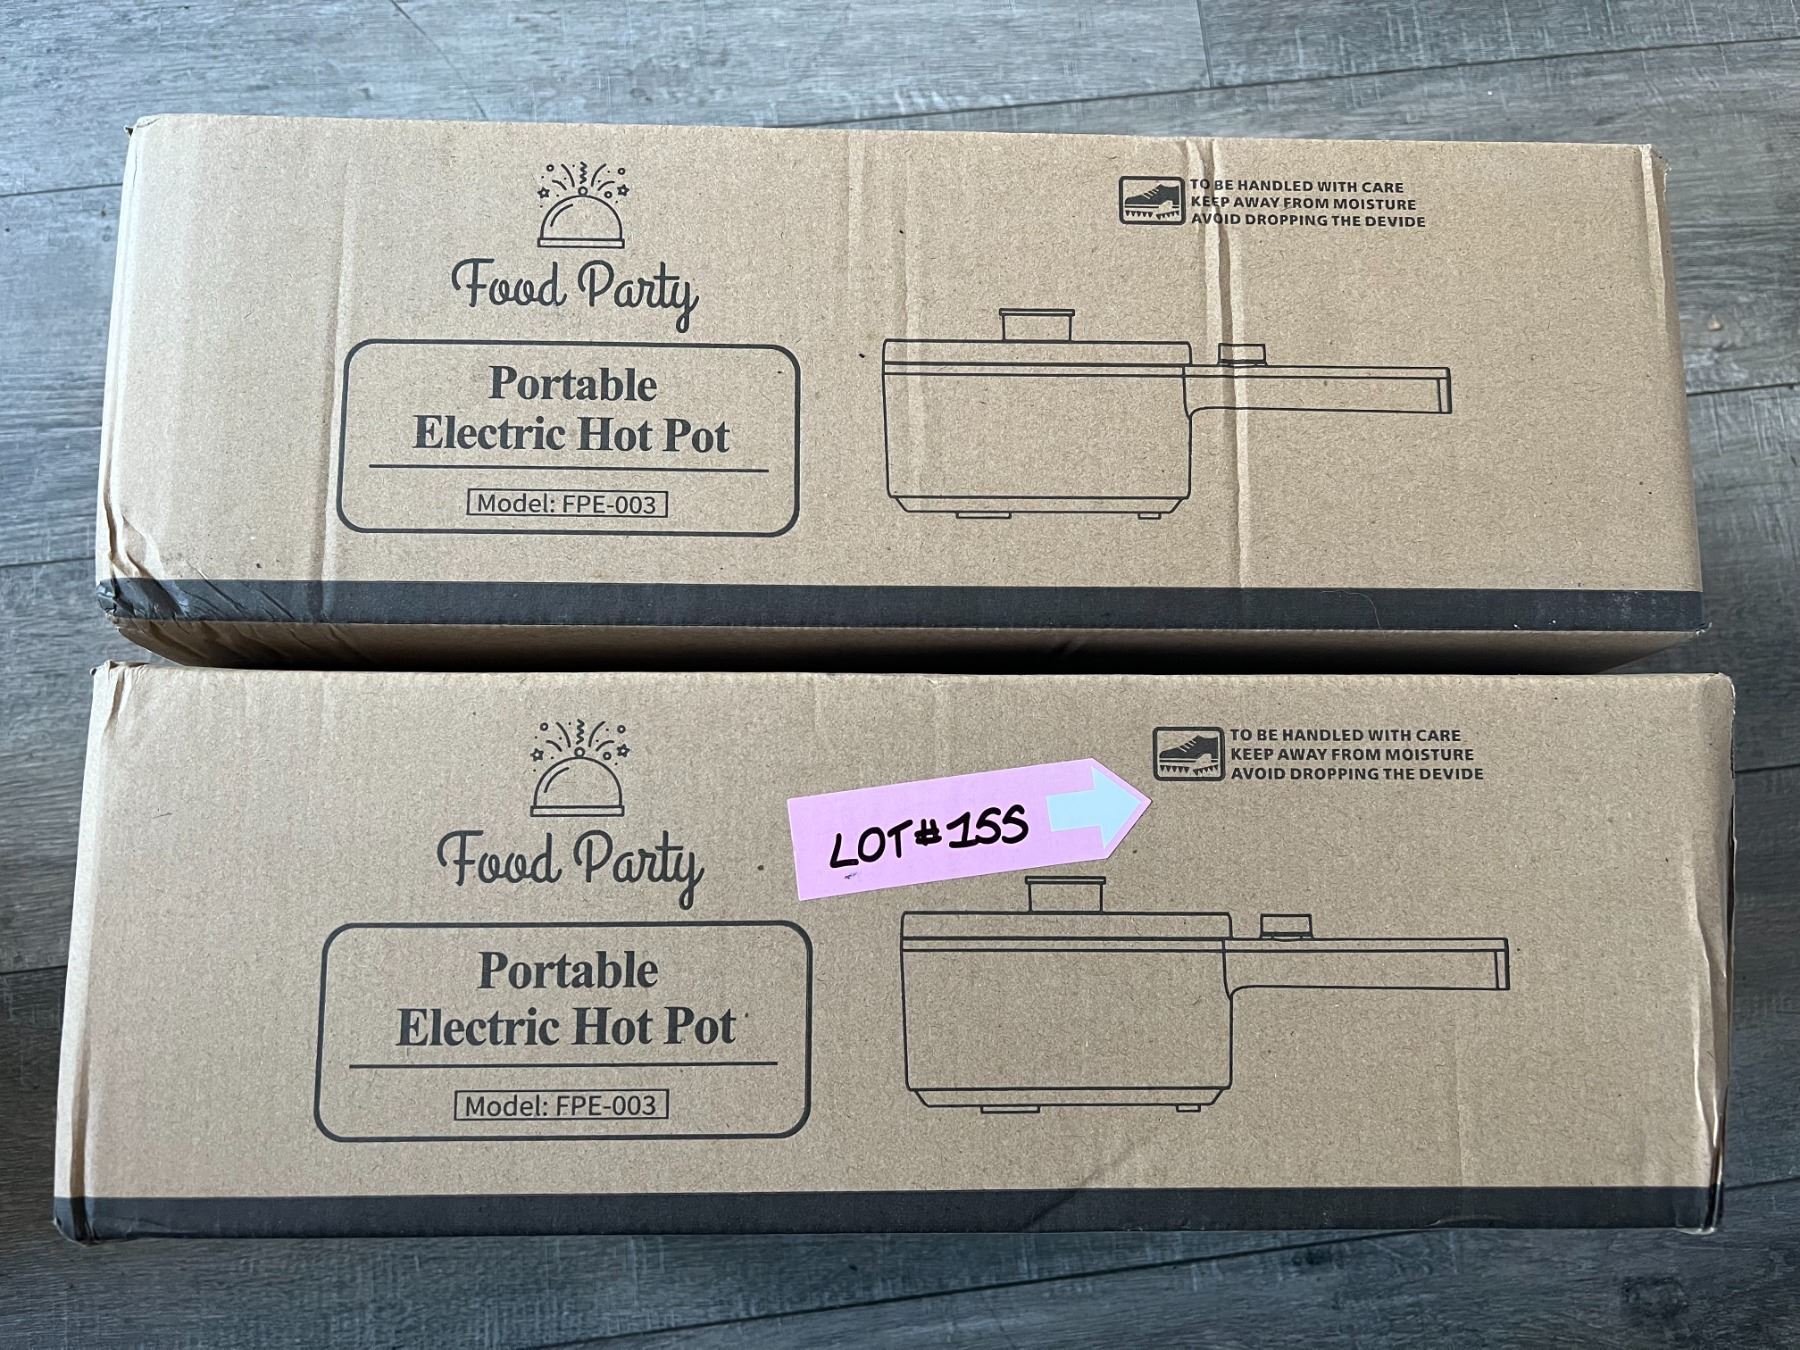 Food Party
Portable
Electric Hot Pot
Model: FPE-003
TO BE HANDLED WITH CARE
KEEP AWAY FROM MOISTURE
AVOID DROPPING THE DEVIDE
Food Party
Portable
Electric Hot Pot
Model: FPE-003
LOT#155
TO BE HANDLED WITH CARE
KEEP AWAY FROM MOISTURE
AVOID DROPPING THE DEVIDE